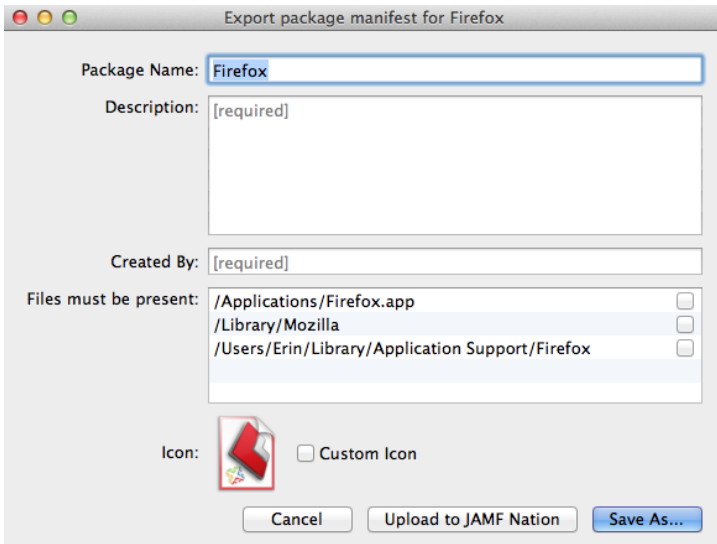 Export package manifest for Firefox
Package Name: Firefox
Description: [required]
Created By: [required]
Files must be present: /Applications/Firefox.app
/Library/Mozilla
/Users/Erin/Library/Application Support/Firefox
Icon: Custom Icon
Cancel Upload to JAMF Nation Save As...